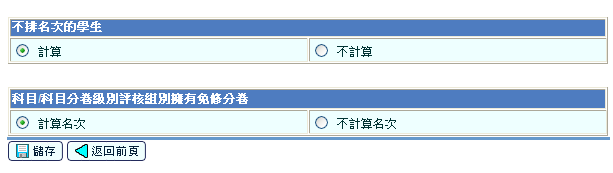 不排名次的學生
計算 不計算
科目/科目分卷級別評核組別擁有免修分卷
計算名次 不計算名次
儲存 返回前頁